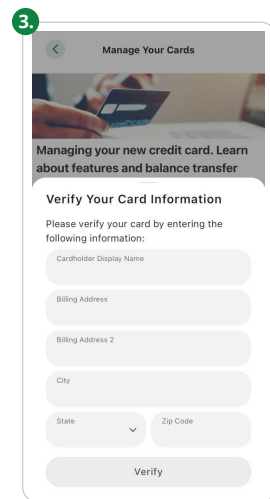 3.
Manage Your Cards
Managing your new credit card. Learn
about features and balance transfer
Verify Your Card Information
Please verify your card by entering the
following information:
Cardholder Display Name
Billing Address
Billing Address 2
City
State
Zip Code
Verify